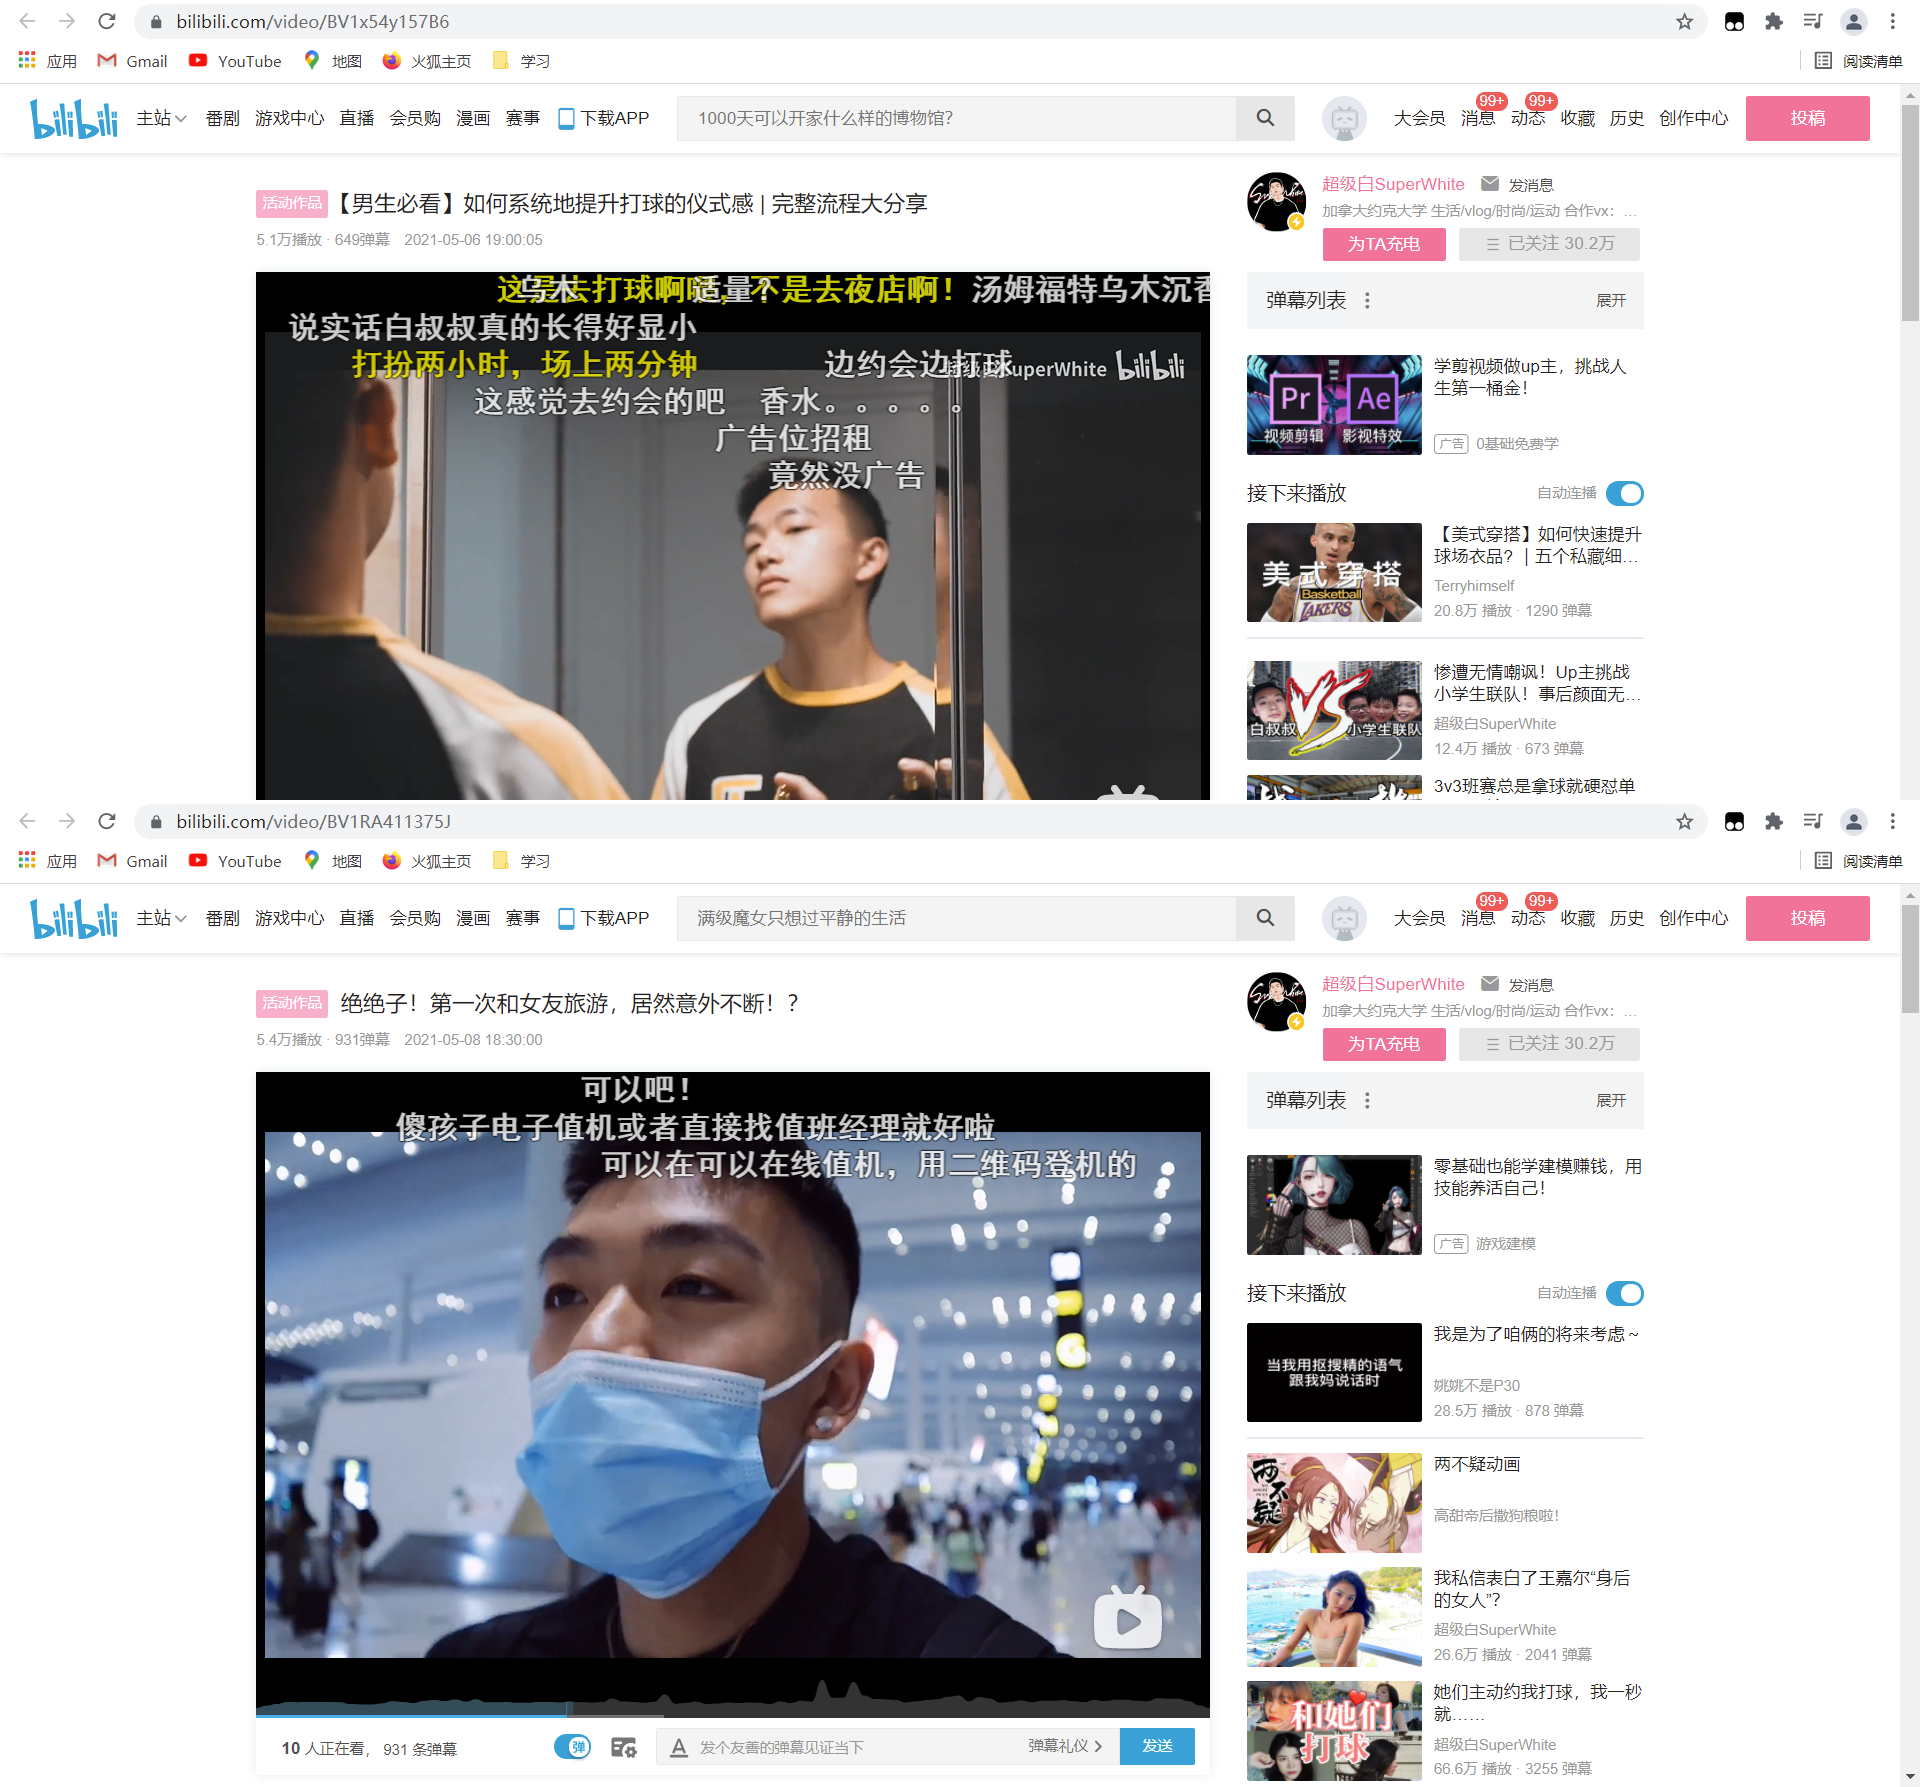 bilibili.com/video/BV1x54y157B6
应用 Gmail YouTube 地图 火狐主页 学习 阅读清单
bilibili 主站 番剧 游戏中心 直播 会员购 漫画 赛事 下载APP 1000天可以开家什么样的博物馆? 大会员 消息 99+ 动态 99+ 收藏 历史 创作中心 投稿
活动作品 【男生必看】如何系统地提升打球的仪式感 | 完整流程大分享
5.1万播放 · 649弹幕 2021-05-06 19:00:05
超级白SuperWhite 发消息
加拿大约克大学 生活/vlog/时尚/运动 合作vx: ...
为TA充电 已关注 30.2万
乌木 适量?
汤姆福特乌木沉香
说实话白叔叔真的长得好显小
打扮两小时，场上两分钟 边约会边打球
SuperWhite bilibili
这感觉去约会的吧 香水。。。。。
广告位招租
竟然没广告
弹幕列表 展开
学剪视频做up主，挑战人
生第一桶金！
Pr Ae
视频剪辑 影视特效
广告 0基础免费学
接下来播放 自动连播
【美式穿搭】如何快速提升
球场衣品？ | 五个私藏细...
美式穿搭
Basketball
LAKERS
Terryhimself
20.8万 播放 · 1290 弹幕
惨遭无情嘲讽！Up主挑战
小学生联队！事后颜面无...
VS
白叔叔 小学生联队
超级白SuperWhite
12.4万 播放 · 673 弹幕
3v3班赛总是拿球就硬怼单
bilibili.com/video/BV1RA411375J
应用 Gmail YouTube 地图 火狐主页 学习 阅读清单
bilibili 主站 番剧 游戏中心 直播 会员购 漫画 赛事 下载APP 满级魔女只想过平静的生活 大会员 消息 99+ 动态 99+ 收藏 历史 创作中心 投稿
活动作品 绝绝子！第一次和女友旅游，居然意外不断！？
5.4万播放 · 931弹幕 2021-05-08 18:30:00
超级白SuperWhite 发消息
加拿大约克大学 生活/vlog/时尚/运动 合作vx: ...
为TA充电 已关注 30.2万
可以吧！
傻孩子电子值机或者直接找值班经理就好啦
可以在可以在线值机，用二维码登机的
弹幕列表 展开
零基础也能学建模赚钱，用
技能养活自己！
广告 游戏建模
接下来播放 自动连播
我是为了咱俩的将来考虑～
当我用抠搜精的语气
跟我妈说话时
姚姚不是P30
28.5万 播放 · 878 弹幕
两不疑动画
两不疑
高甜帝后撒狗粮啦！
我私信表白了王嘉尔“身后
的女人”？
超级白SuperWhite
26.6万 播放 · 2041 弹幕
她们主动约我打球，我一秒
就……
和她们
打球
超级白SuperWhite
66.6万 播放 · 3255 弹幕
10 人正在看， 931 条弹幕 弹 A 发个友善的弹幕见证当下 弹幕礼仪 发送